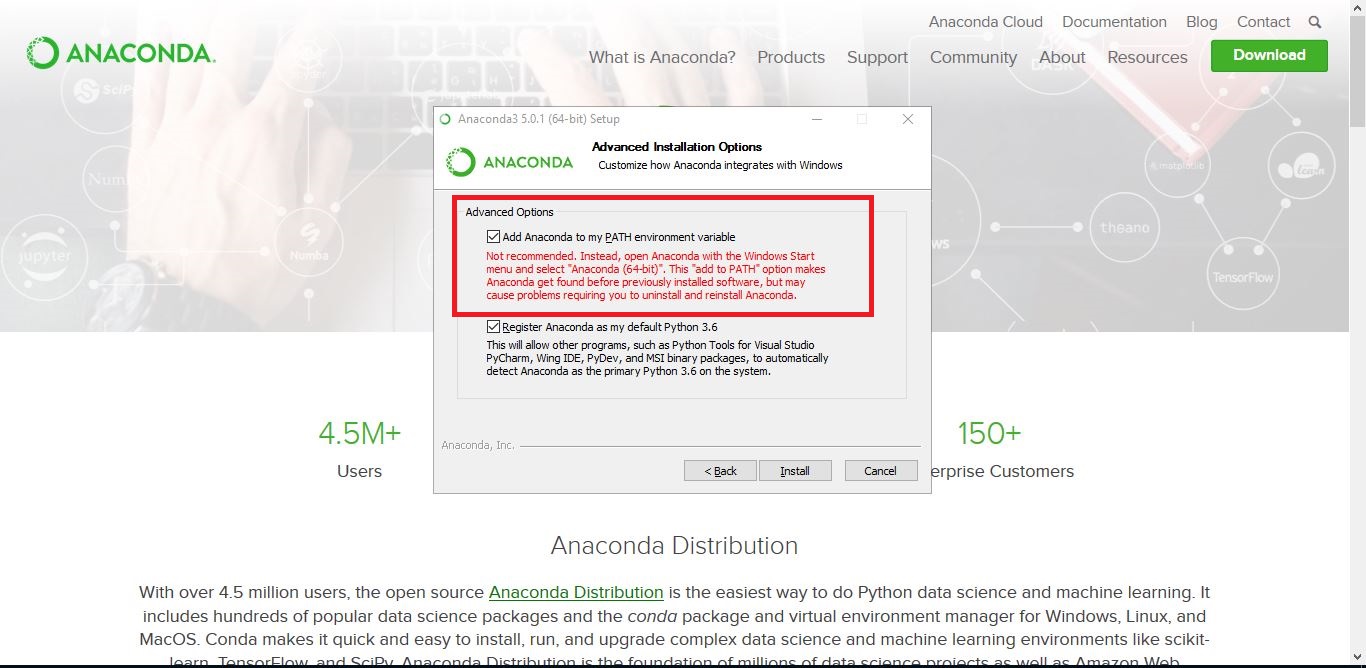 Anaconda Cloud Documentation Blog Contact
ANACONDA.
What is Anaconda? Products Support Community About Resources Download
SciPy
jupyter
DASK
Anaconda3 5.0.1 (64-bit) Setup
ANACONDA
Advanced Installation Options
Customize how Anaconda integrates with Windows
matplotlib
learn
Numba
theano
jupyter
TensorFlow
Advanced Options
Add Anaconda to my PATH environment variable
Not recommended. Instead, open Anaconda with the Windows Start
menu and select "Anaconda (64-bit)". This "add to PATH" option makes
Anaconda get found before previously installed software, but may
cause problems requiring you to uninstall and reinstall Anaconda.
Register Anaconda as my default Python 3.6
This will allow other programs, such as Python Tools for Visual Studio
PyCharm, Wing IDE, PyDev, and MSI binary packages, to automatically
detect Anaconda as the primary Python 3.6 on the system.
Anaconda, Inc.
< Back Install Cancel
4.5M+
Users
150+
erprise Customers
Anaconda Distribution
With over 4.5 million users, the open source Anaconda Distribution is the easiest way to do Python data science and machine learning. It
includes hundreds of popular data science packages and the conda package and virtual environment manager for Windows, Linux, and
MacOS. Conda makes it quick and easy to install, run, and upgrade complex data science and machine learning environments like scikit-
learn, TensorFlow, and SciPy. Anaconda Distribution is the foundation of millions of data science projects as well as Amazon Web